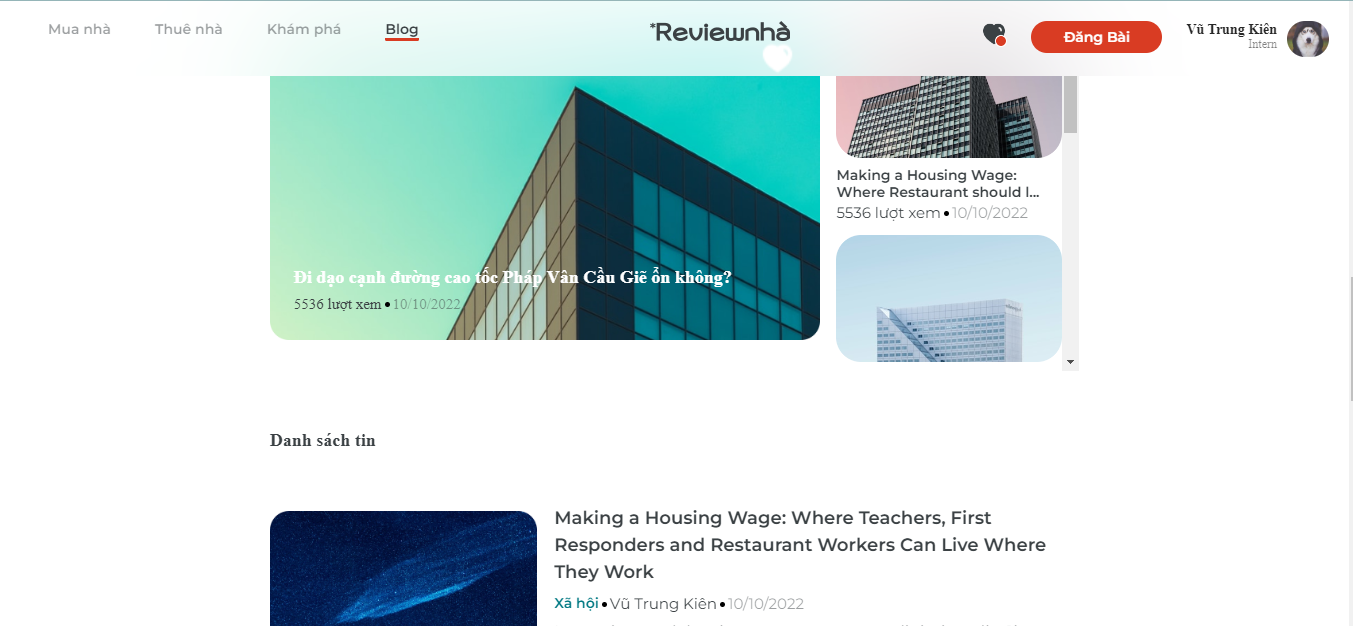 Mua nhà
Thuê nhà
Khám phá
Blog
*Reviewnhà
Đăng Bài
Vũ Trung Kiên
Intern
Đi dạo cạnh đường cao tốc Pháp Vân Cầu Giẽ ổn không?
5536 lượt xem • 10/10/2022
Making a Housing Wage:
Where Restaurant should l...
5536 lượt xem • 10/10/2022
Danh sách tin
Making a Housing Wage: Where Teachers, First
Responders and Restaurant Workers Can Live Where
They Work
Xã hội • Vũ Trung Kiên • 10/10/2022